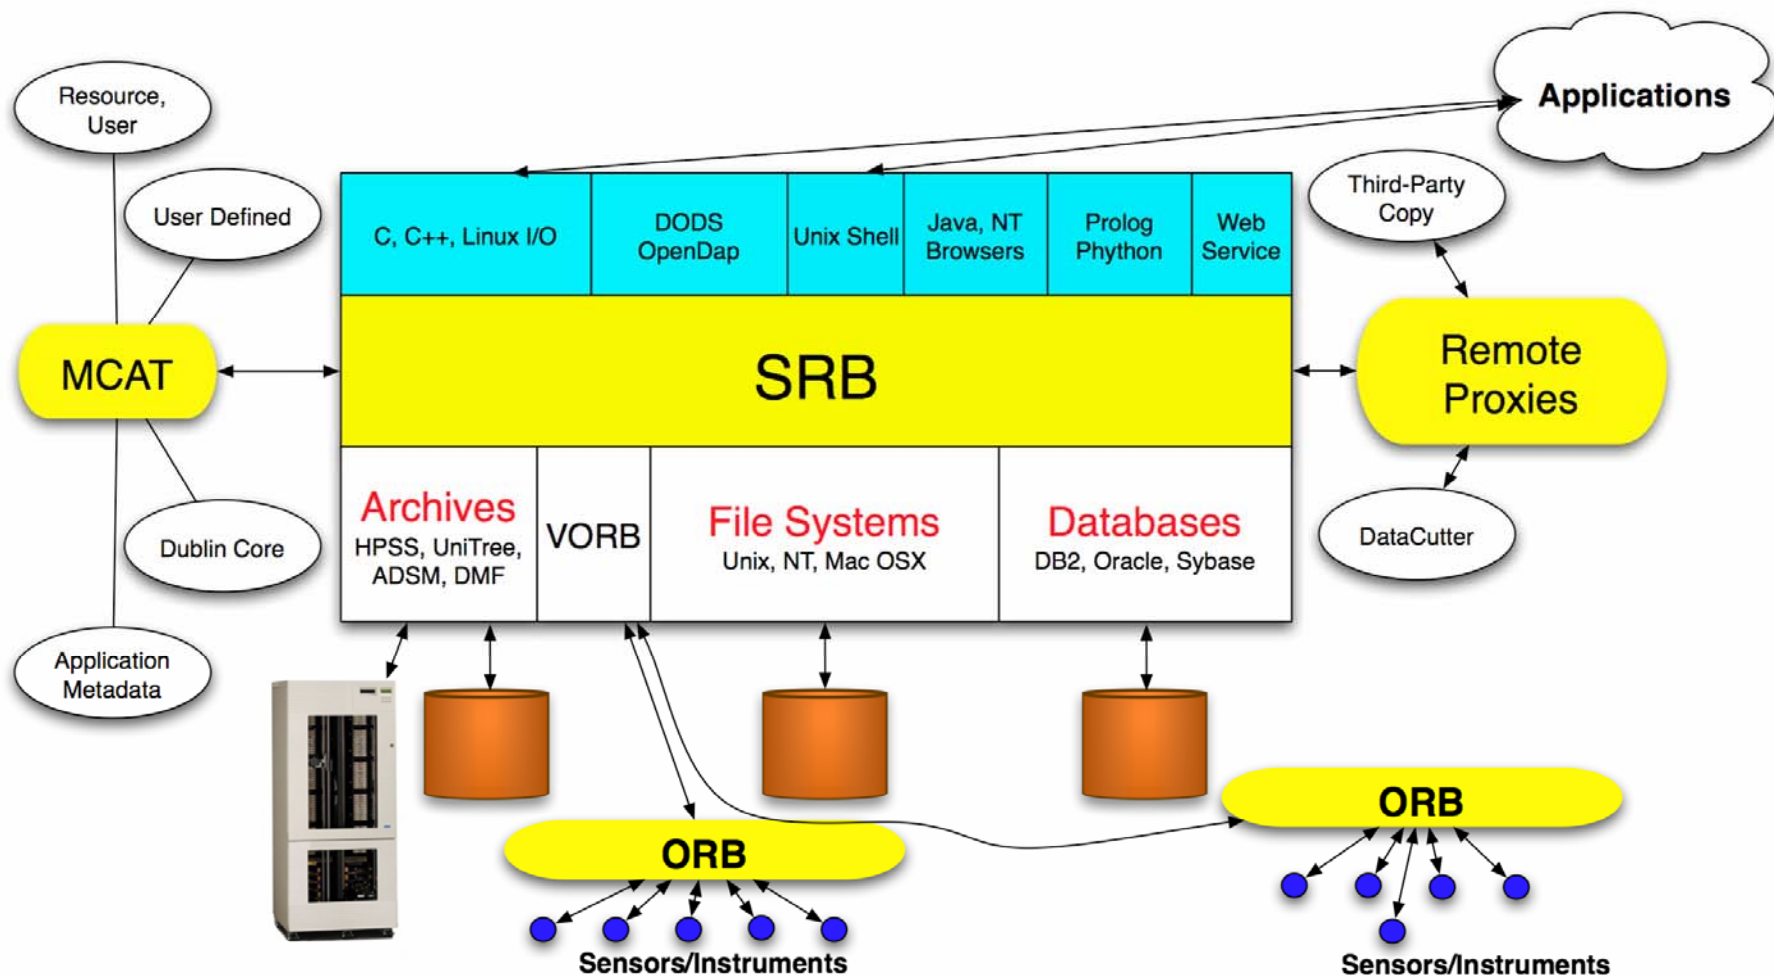 Applications
Resource,
User
User Defined
MCAT
Dublin Core
Application
Metadata
C, C++, Linux I/O
DODS
OpenDap
Unix Shell
Java, NT
Browsers
Prolog
Phython
Web
Service
SRB
Archives
HPSS, UniTree,
ADSM, DMF
VORB
File Systems
Unix, NT, Mac OSX
Databases
DB2, Oracle, Sybase
Third-Party
Copy
Remote
Proxies
DataCutter
ORB
Sensors/Instruments
ORB
Sensors/Instruments